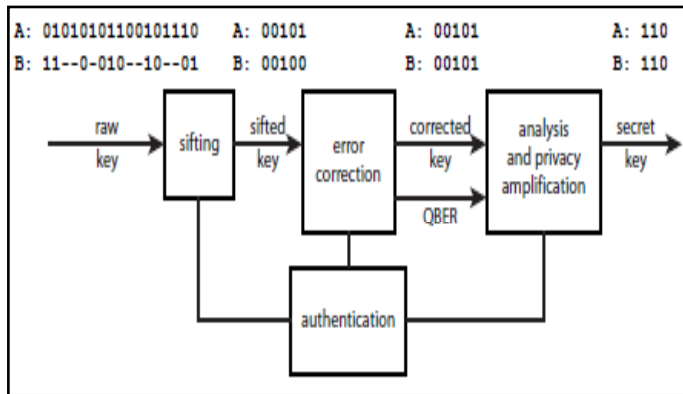 A: 01010101100101110 A: 00101 A: 00101 A: 110
B: 11--0-010--10--01 B: 00100 B: 00101 B: 110
raw key
sifting
sifted key
error
correction
corrected key
QBER
analysis
and privacy
amplification
secret key
authentication